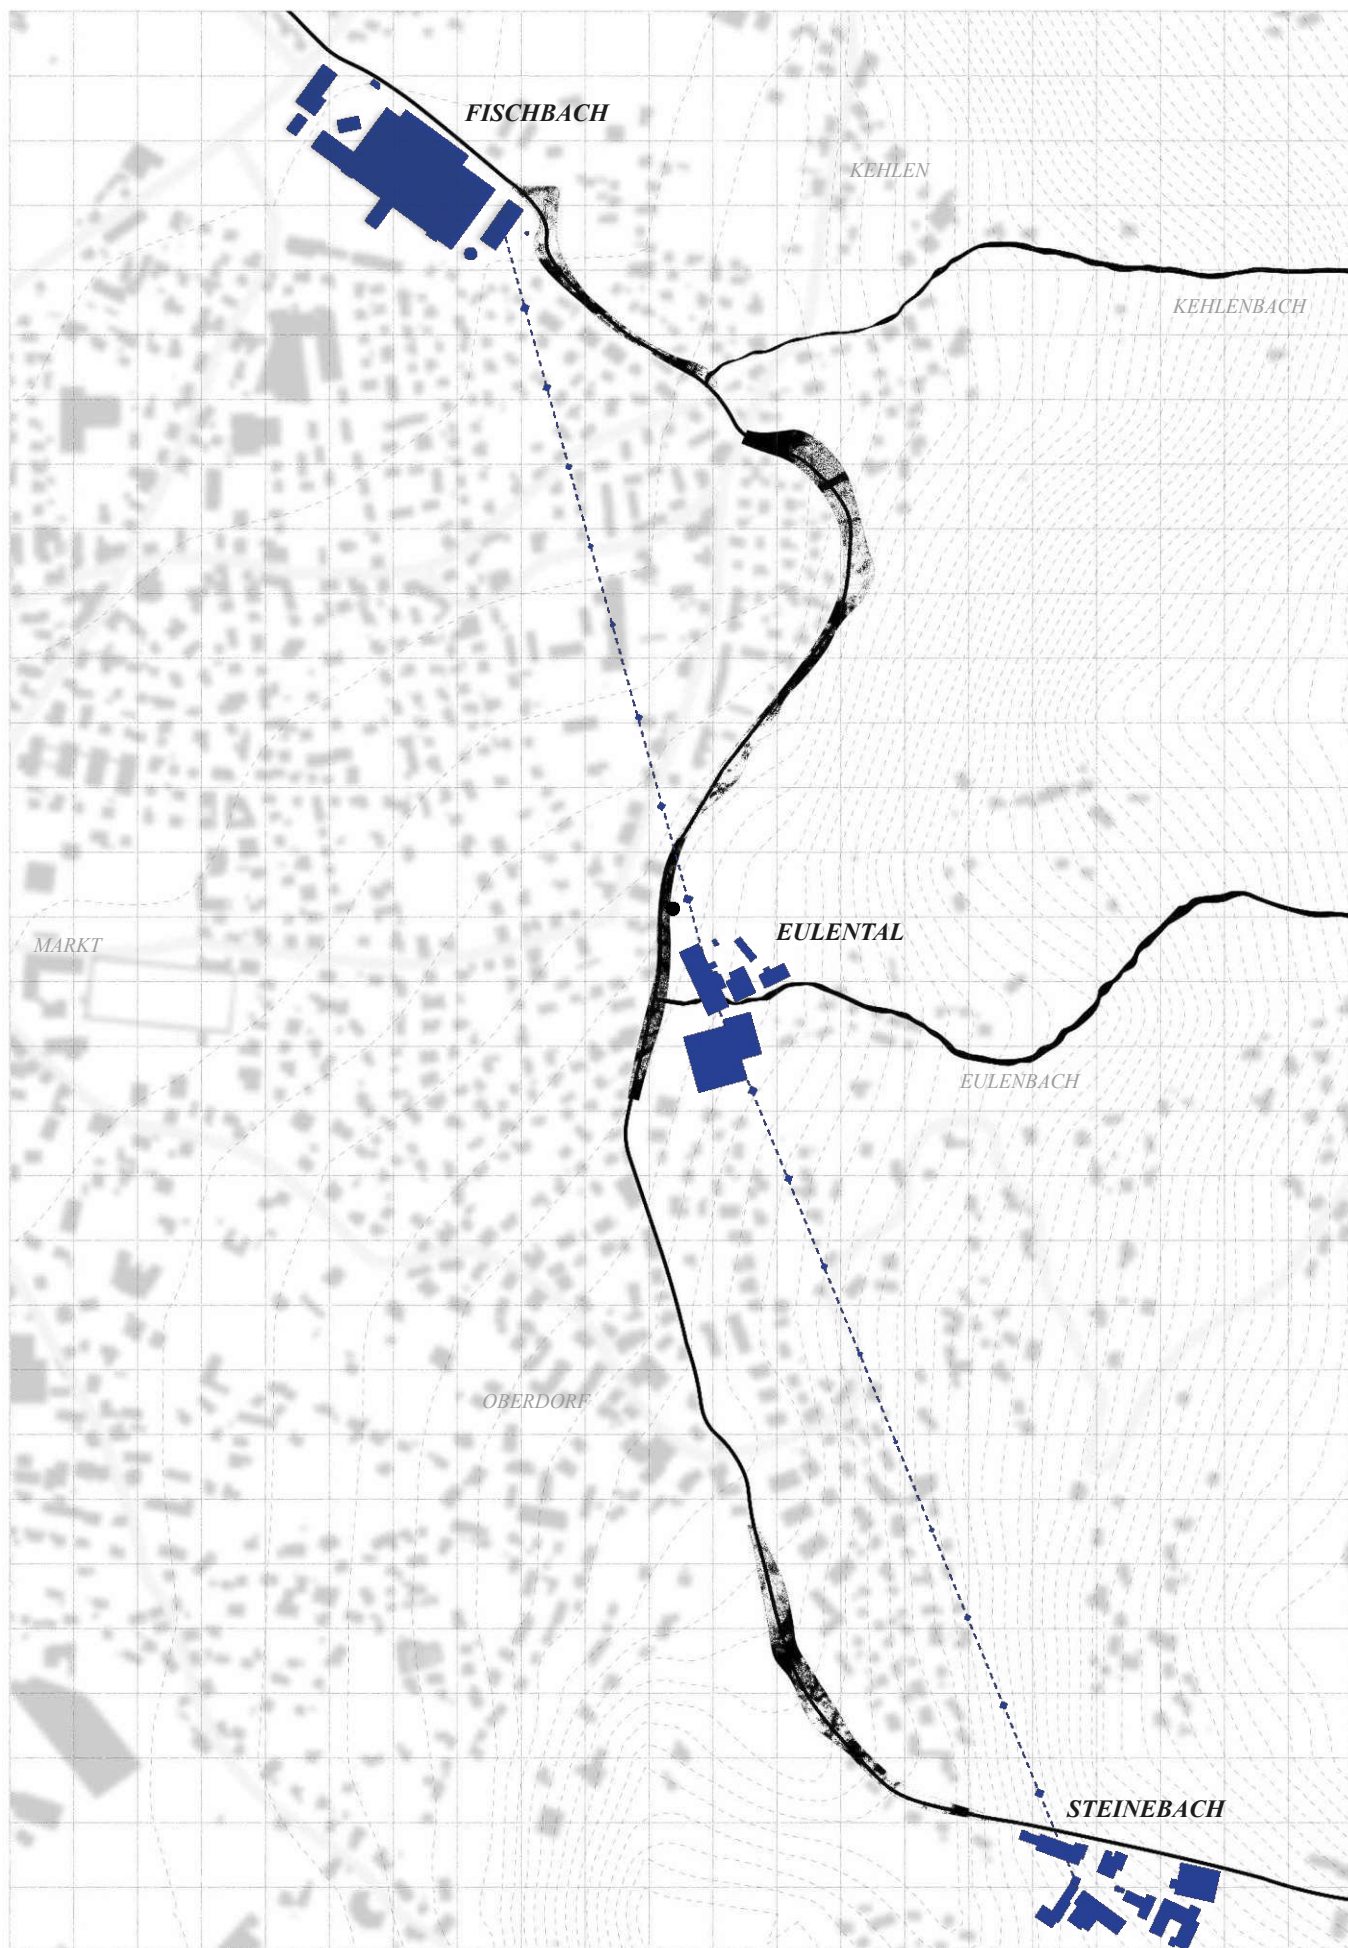 FISCHBACH
KEHLEN
KEHLENBACH
MARKT
EULENTAL
EULENBACH
OBERDORF
STEINEBACH